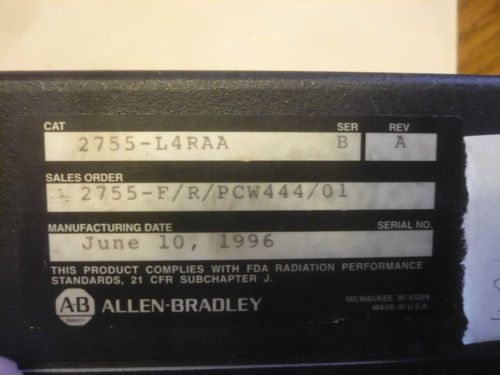 CAT SER REV
2755-L4RAA B A
SALES ORDER
2755-F/R/PCW444/01
MANUFACTURING DATE SERIAL NO.
June 10, 1996
THIS PRODUCT COMPLIES WITH FDA RADIATION PERFORMANCE
STANDARDS, 21 CFR SUBCHAPTER J.
A·B ALLEN-BRADLEY
MILWAUKEE, WI 53204
MADE IN U.S.A.